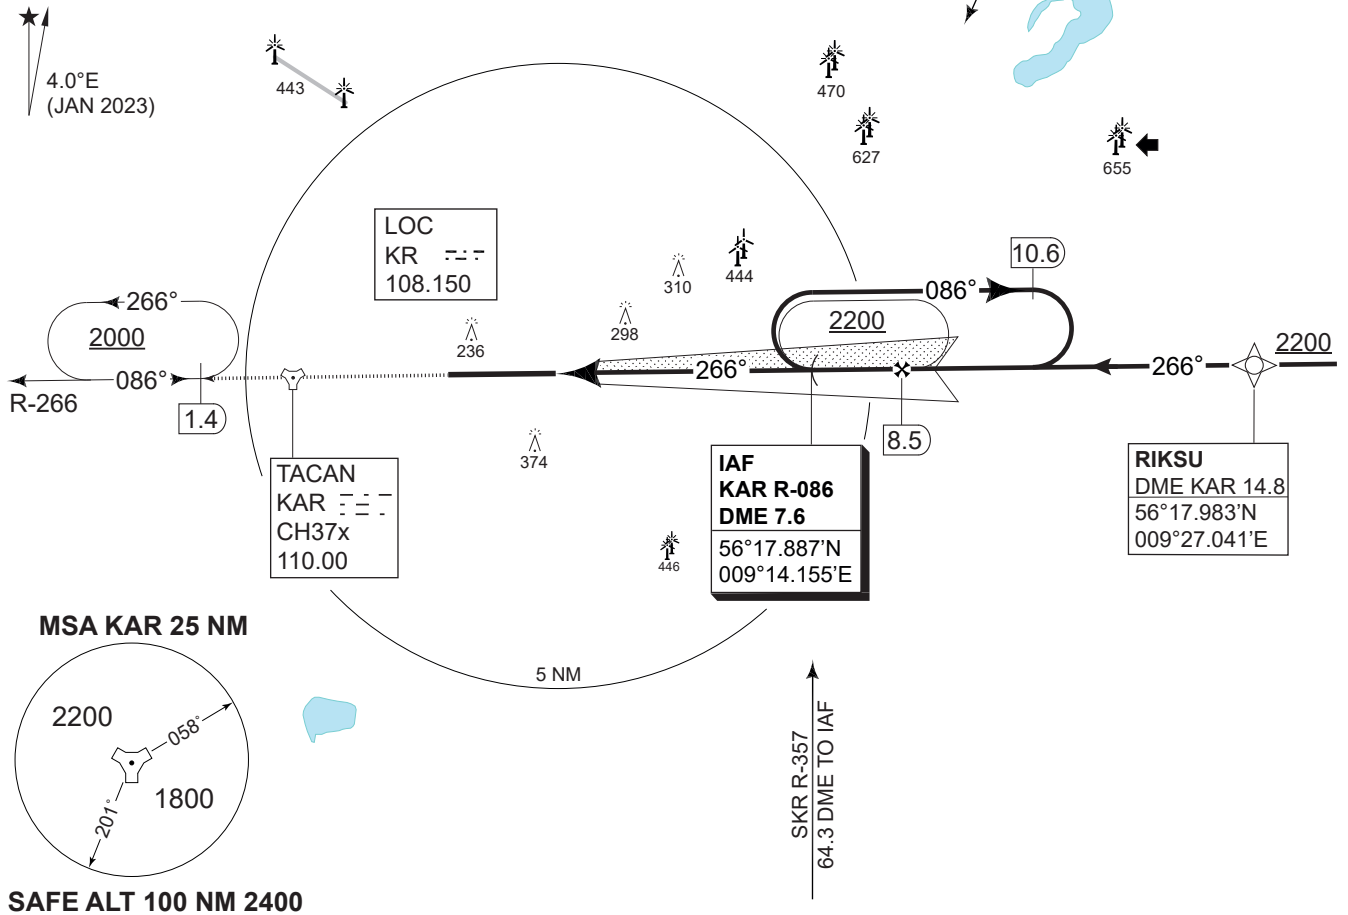 4.0°E
(JAN 2023)
443
470
627
655
LOC
KR
108.150
310
444
10.6
086°
266°
2000
298
2200
236
2200
086°
266°
266°
R-266
1.4
8.5
374
TACAN
KAR
CH37x
110.00
IAF
KAR R-086
DME 7.6
56°17.887’N
009°14.155’E
RIKSU
DME KAR 14.8
56°17.983’N
009°27.041’E
446
MSA KAR 25 NM
5 NM
2200
058°
1800
201°
SKR R-357
64.3 DME TO IAF
SAFE ALT 100 NM 2400